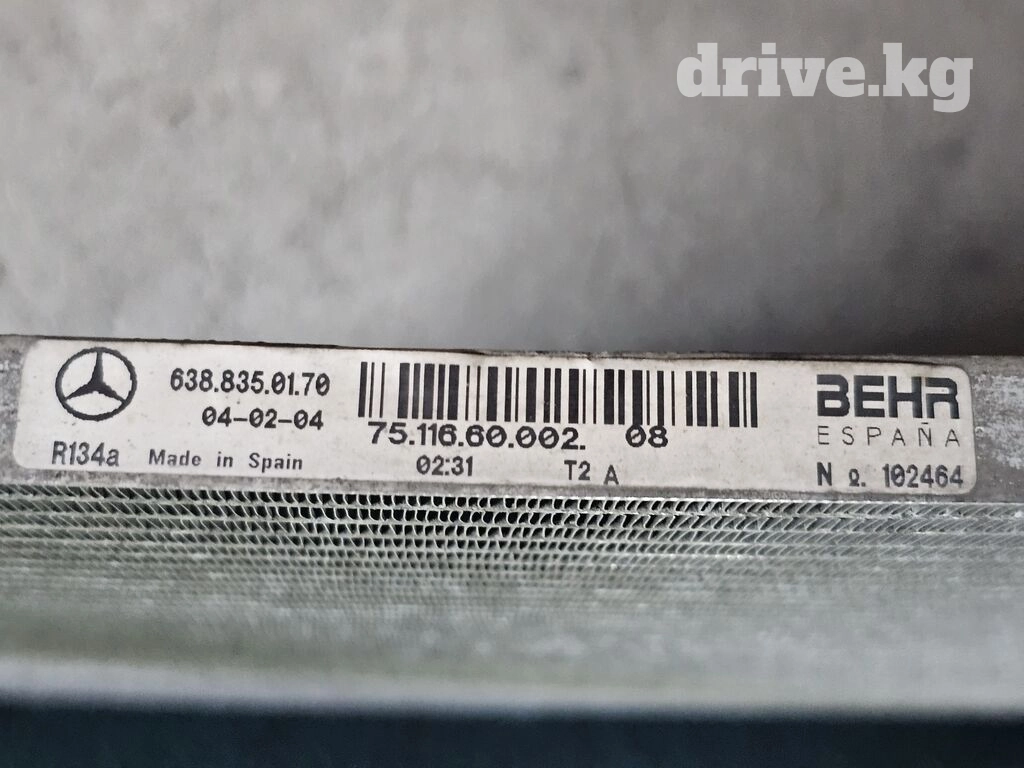 drive.kg
638.835.01.70
04-02-04
R134a Made in Spain
75.116.60.002. 08
02:31 T2 A
BEHR
ESPAÑA
N o. 102464